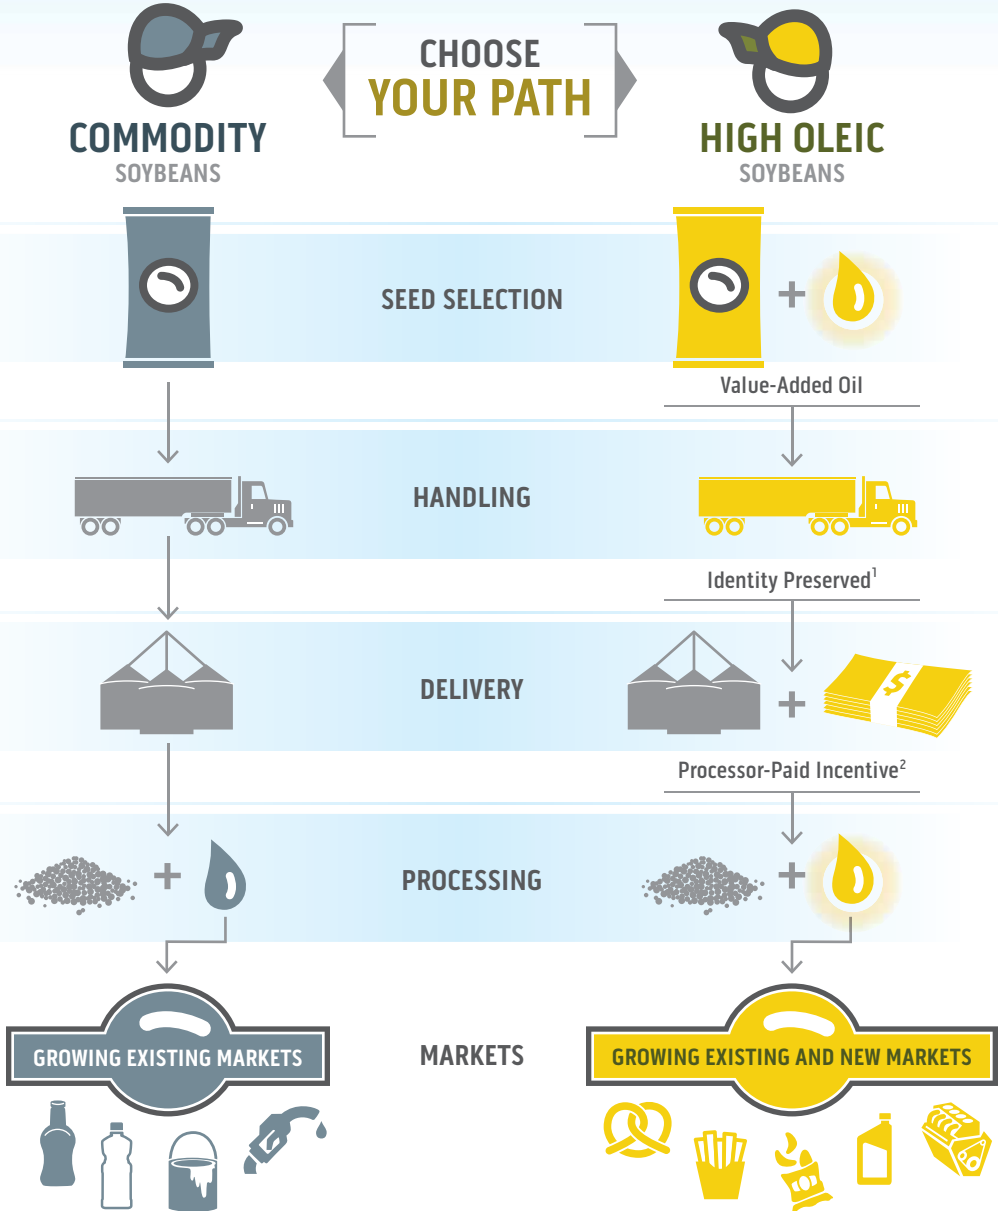 CHOOSE
YOUR PATH
COMMODITY
SOYBEANS
HIGH OLEIC
SOYBEANS
SEED SELECTION
+
Value-Added Oil
HANDLING
Identity Preserved¹
DELIVERY
+
$
Processor-Paid Incentive²
+
PROCESSING
+
GROWING EXISTING MARKETS
MARKETS
GROWING EXISTING AND NEW MARKETS